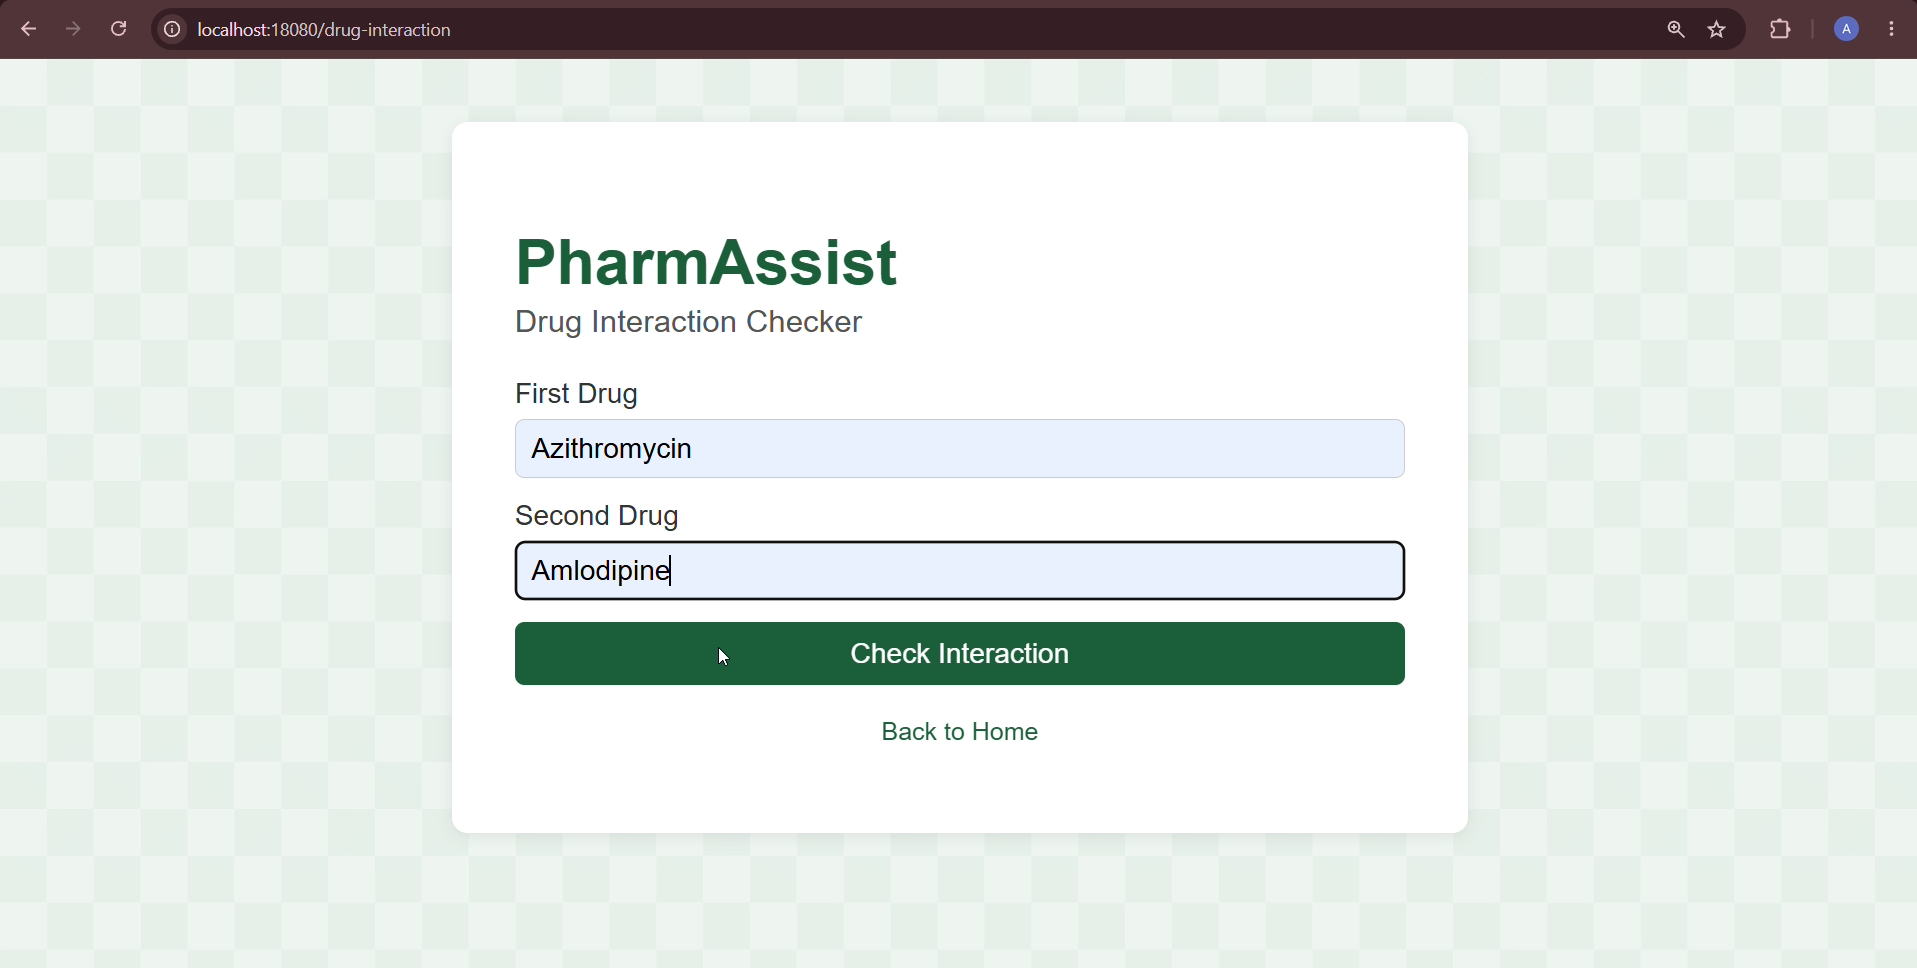 localhost:18080/drug-interaction
A
PharmAssist
Drug Interaction Checker
First Drug
Azithromycin
Second Drug
Amlodipine
Check Interaction
Back to Home